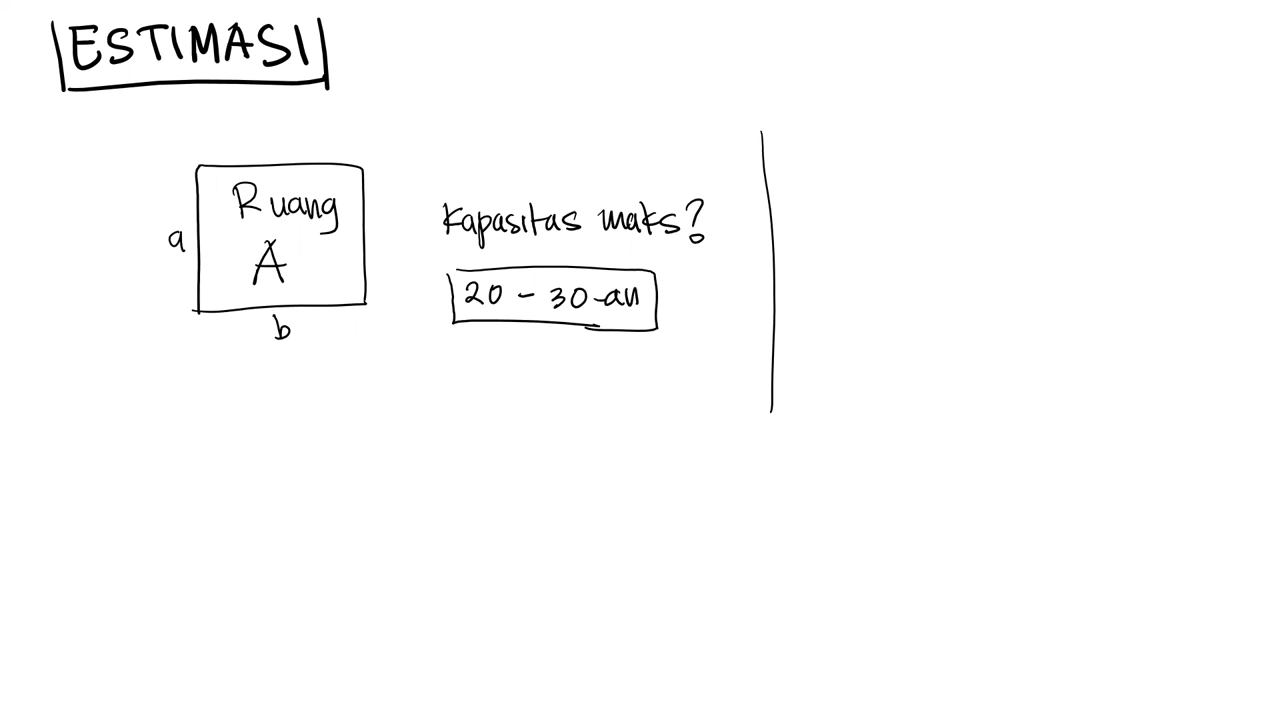 ESTIMASI
Ruang
A
a
b
Kapasitas maks?
20 - 30-an